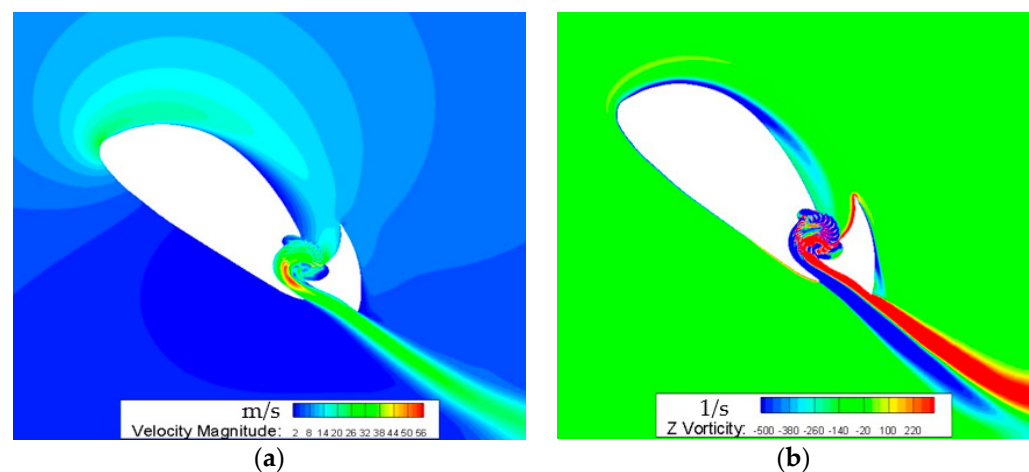 m/s
Velocity Magnitude: 2 8 14 20 26 32 38 44 50 56
1/s
Z Vorticity: -500 -380 -260 -140 -20 100 220
(a) (b)